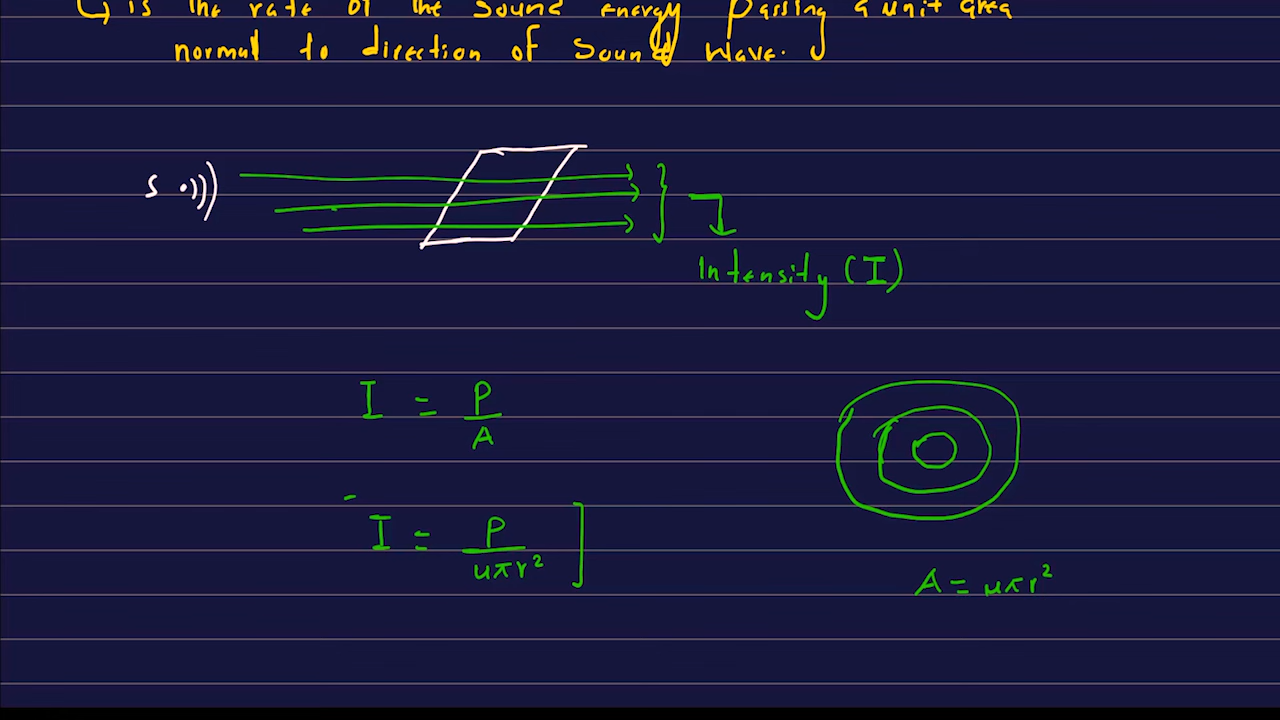 ↳ is the rate of the sound energy passing a unit area
normal to direction of sound wave.
S
Intensity (I)
I = P/A
I = P/4πr²]
A = 4πr²